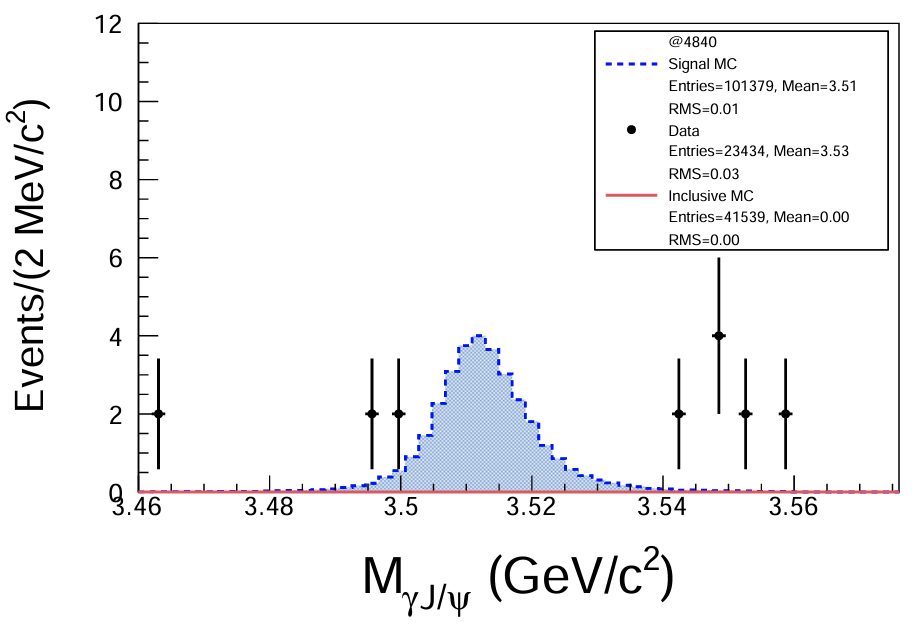 12
10
8
6
4
2
0
3.46
3.48
3.5
3.52
3.54
3.56
Events/(2 MeV/c²)
M_γJ/ψ (GeV/c²)
@4840
Signal MC
Entries=101379, Mean=3.51
RMS=0.01
Data
Entries=23434, Mean=3.53
RMS=0.03
Inclusive MC
Entries=41539, Mean=0.00
RMS=0.00